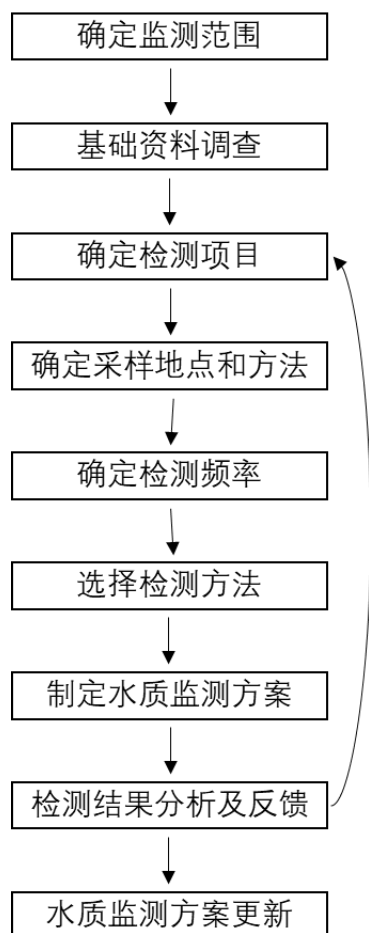 确定监测范围
基础资料调查
确定检测项目
确定采样地点和方法
确定检测频率
选择检测方法
制定水质监测方案
检测结果分析及反馈
水质监测方案更新